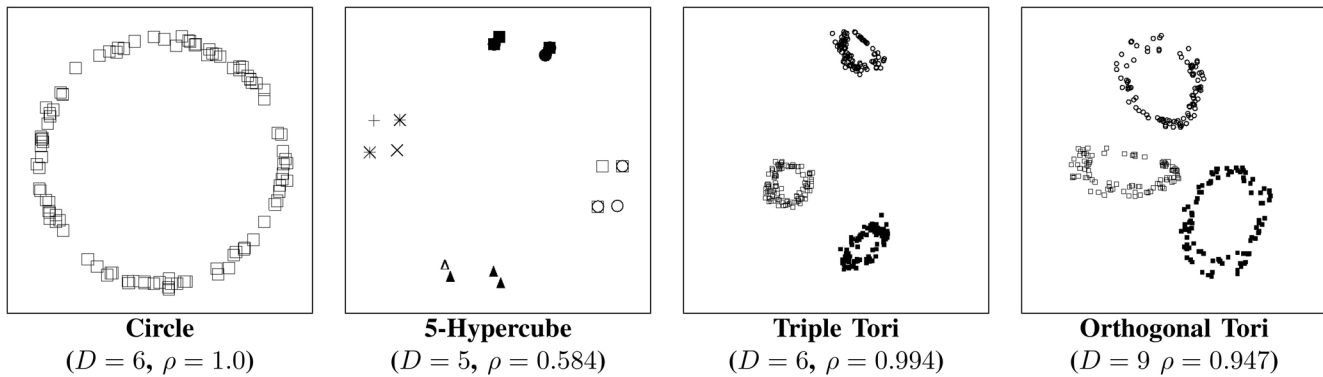 Circle
(D = 6, ρ = 1.0)
5-Hypercube
(D = 5, ρ = 0.584)
Triple Tori
(D = 6, ρ = 0.994)
Orthogonal Tori
(D = 9 ρ = 0.947)